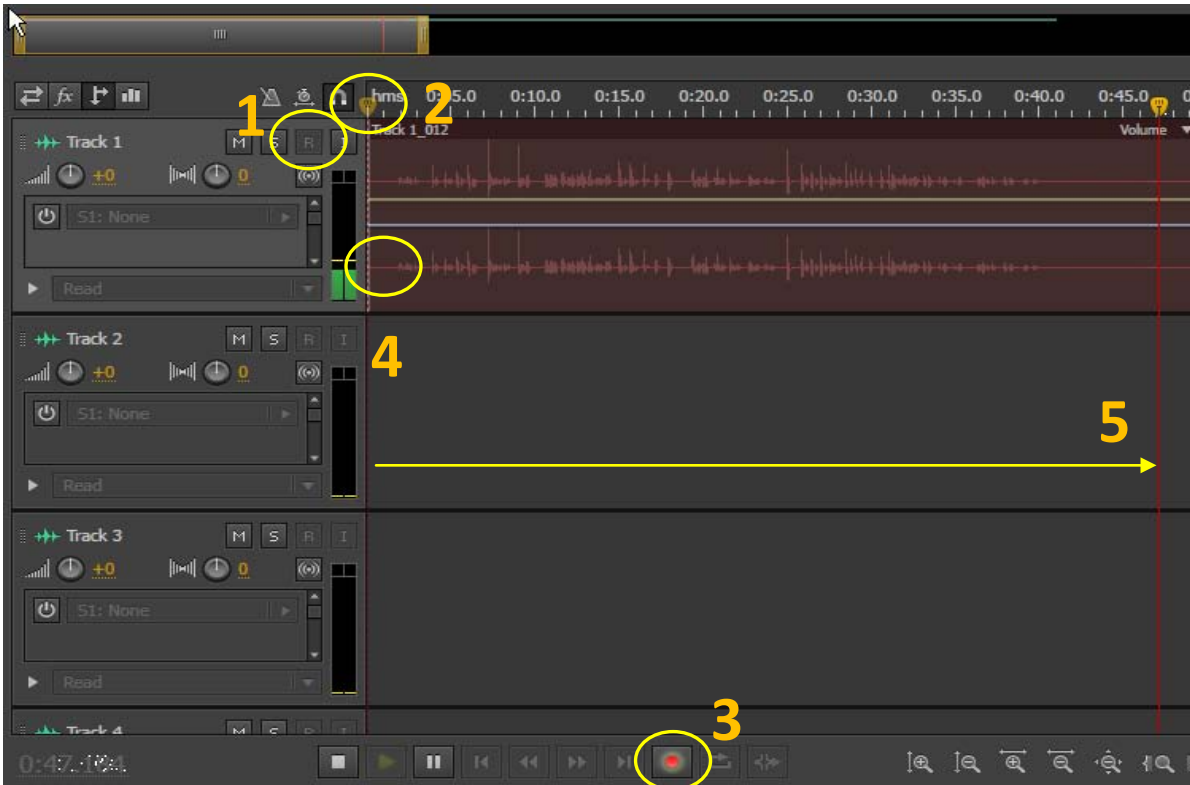 1
2
hms 0:05.0 0:10.0 0:15.0 0:20.0 0:25.0 0:30.0 0:35.0 0:40.0 0:45.0
fx
Track 1 M S R I
Track 1_012 Volume
+0 0
S1: None
Read
4
Track 2 M S R I
+0 0
S1: None
5
Read
Track 3 M S R I
+0 0
S1: None
Read
3
Track 4 M S R I